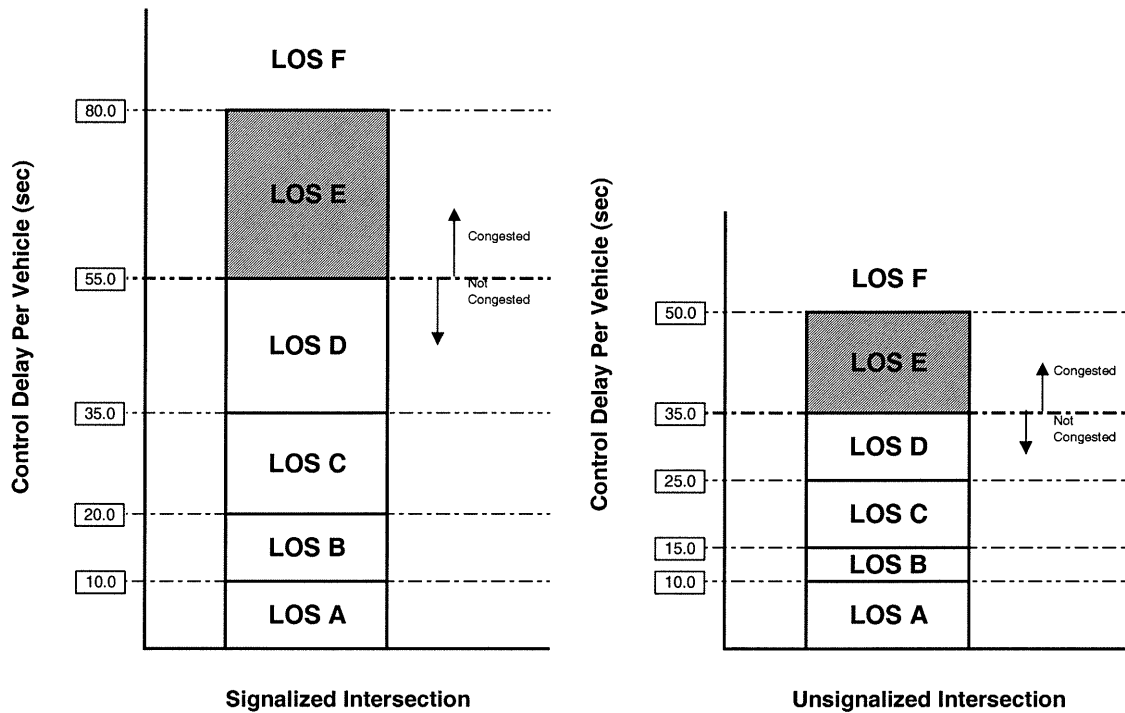 Control Delay Per Vehicle (sec)
LOS F
80.0
LOS E
Congested
55.0
Not
Congested
LOS D
35.0
LOS C
20.0
LOS B
10.0
LOS A
Signalized Intersection
Control Delay Per Vehicle (sec)
LOS F
50.0
LOS E
Congested
35.0
Not
Congested
LOS D
25.0
LOS C
15.0
LOS B
10.0
LOS A
Unsignalized Intersection